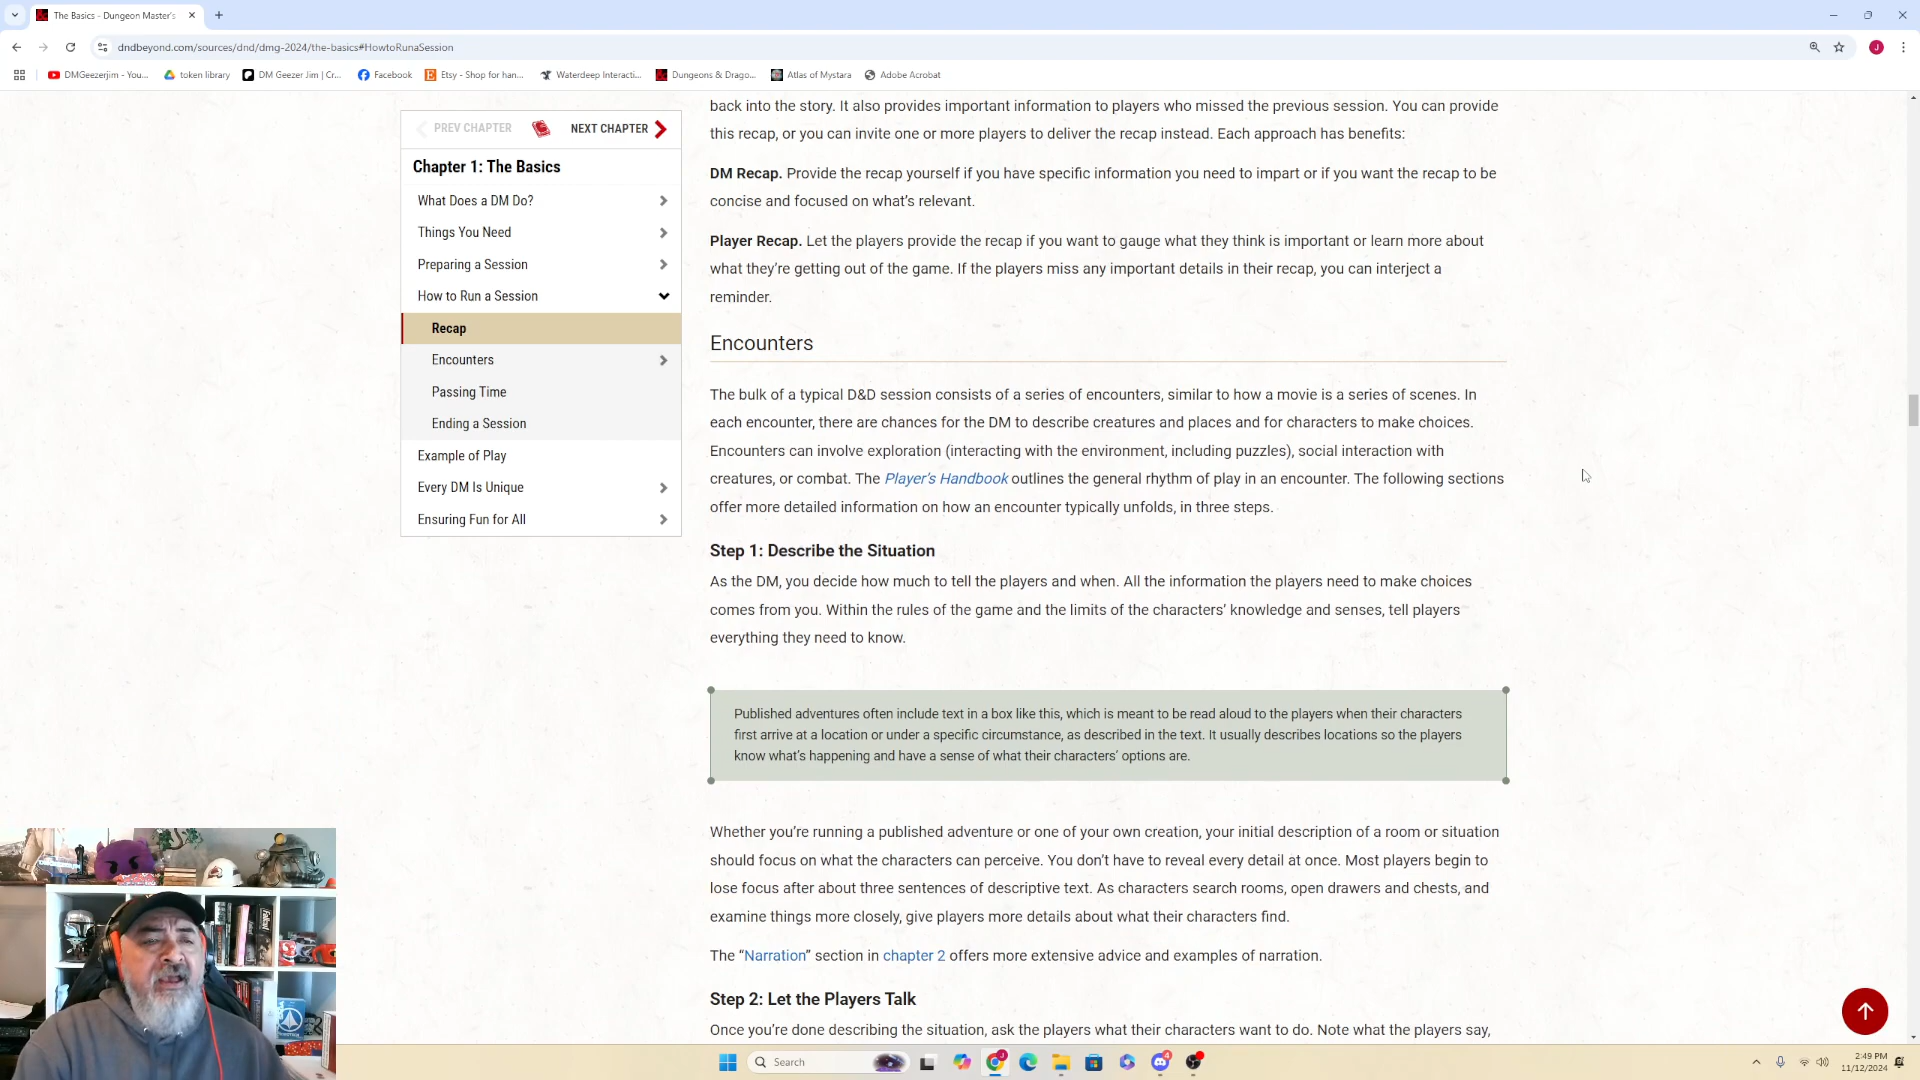 The Basics - Dungeon Master's
dndbeyond.com/sources/dnd/dmg-2024/the-basics#HowtoRunaSession
DMGeezerjim - You...
token library
DM Geezer Jim | Cr...
Facebook
Etsy - Shop for han...
Waterdeep Interacti...
Dungeons & Drago...
Atlas of Mystara
Adobe Acrobat
PREV CHAPTER
NEXT CHAPTER
Chapter 1: The Basics
What Does a DM Do?
Things You Need
Preparing a Session
How to Run a Session
Recap
Encounters
Passing Time
Ending a Session
Example of Play
Every DM Is Unique
Ensuring Fun for All
back into the story. It also provides important information to players who missed the previous session. You can provide
this recap, or you can invite one or more players to deliver the recap instead. Each approach has benefits:
DM Recap. Provide the recap yourself if you have specific information you need to impart or if you want the recap to be
concise and focused on what's relevant.
Player Recap. Let the players provide the recap if you want to gauge what they think is important or learn more about
what they're getting out of the game. If the players miss any important details in their recap, you can interject a
reminder.
Encounters
The bulk of a typical D&D session consists of a series of encounters, similar to how a movie is a series of scenes. In
each encounter, there are chances for the DM to describe creatures and places and for characters to make choices.
Encounters can involve exploration (interacting with the environment, including puzzles), social interaction with
creatures, or combat. The Player's Handbook outlines the general rhythm of play in an encounter. The following sections
offer more detailed information on how an encounter typically unfolds, in three steps.
Step 1: Describe the Situation
As the DM, you decide how much to tell the players and when. All the information the players need to make choices
comes from you. Within the rules of the game and the limits of the characters' knowledge and senses, tell players
everything they need to know.
Published adventures often include text in a box like this, which is meant to be read aloud to the players when their characters
first arrive at a location or under a specific circumstance, as described in the text. It usually describes locations so the players
know what's happening and have a sense of what their characters' options are.
Whether you're running a published adventure or one of your own creation, your initial description of a room or situation
should focus on what the characters can perceive. You don't have to reveal every detail at once. Most players begin to
lose focus after about three sentences of descriptive text. As characters search rooms, open drawers and chests, and
examine things more closely, give players more details about what their characters find.
The “Narration” section in chapter 2 offers more extensive advice and examples of narration.
Step 2: Let the Players Talk
Once you're done describing the situation, ask the players what their characters want to do. Note what the players say,
Search
2:49 PM
11/12/2024